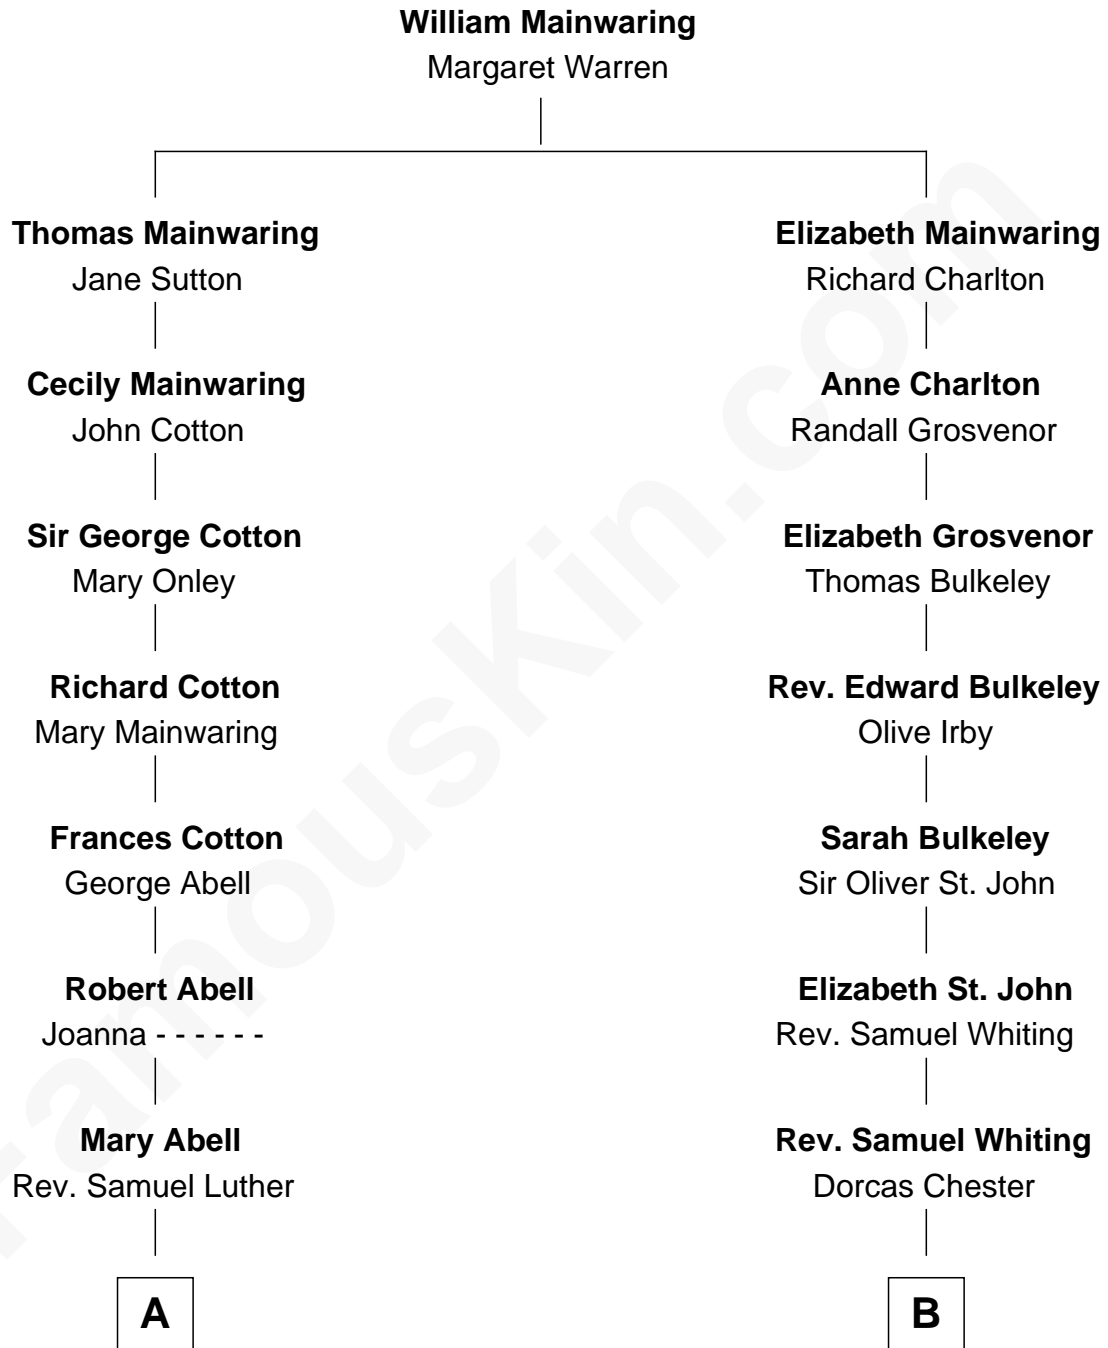 William Mainwaring
Margaret Warren
Thomas Mainwaring
Jane Sutton
Elizabeth Mainwaring
Richard Charlton
Cecily Mainwaring
John Cotton
Anne Charlton
Randall Grosvenor
Sir George Cotton
Mary Onley
Elizabeth Grosvenor
Thomas Bulkeley
Richard Cotton
Mary Mainwaring
Rev. Edward Bulkeley
Olive Irby
Frances Cotton
George Abell
Sarah Bulkeley
Sir Oliver St. John
Robert Abell
Joanna - - - - - -
Elizabeth St. John
Rev. Samuel Whiting
Mary Abell
Rev. Samuel Luther
Rev. Samuel Whiting
Dorcas Chester
A
B
FamousKin.com